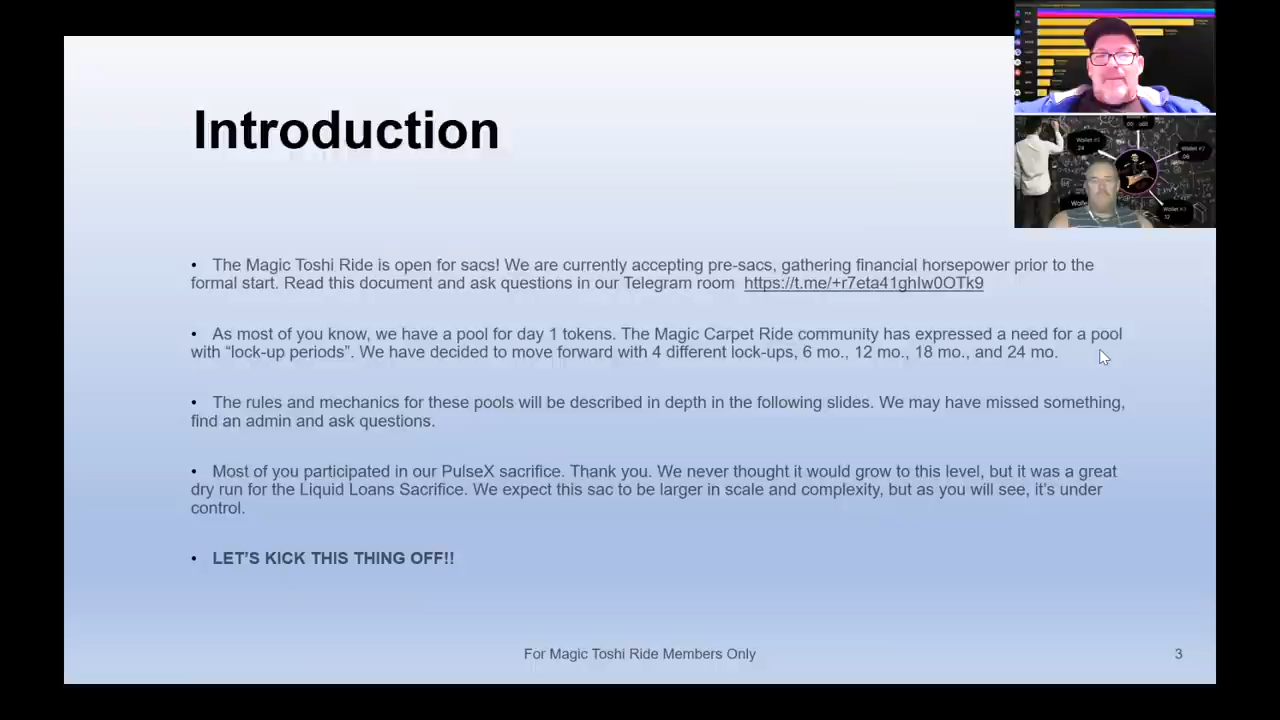 Introduction
• The Magic Toshi Ride is open for sacs! We are currently accepting pre-sacs, gathering financial horsepower prior to the
formal start. Read this document and ask questions in our Telegram room https://t.me/+r7eta41ghIw0OTk9
• As most of you know, we have a pool for day 1 tokens. The Magic Carpet Ride community has expressed a need for a pool
with “lock-up periods”. We have decided to move forward with 4 different lock-ups, 6 mo., 12 mo., 18 mo., and 24 mo.
• The rules and mechanics for these pools will be described in depth in the following slides. We may have missed something,
find an admin and ask questions.
• Most of you participated in our PulseX sacrifice. Thank you. We never thought it would grow to this level, but it was a great
dry run for the Liquid Loans Sacrifice. We expect this sac to be larger in scale and complexity, but as you will see, it’s under
control.
• LET’S KICK THIS THING OFF!!
For Magic Toshi Ride Members Only
3